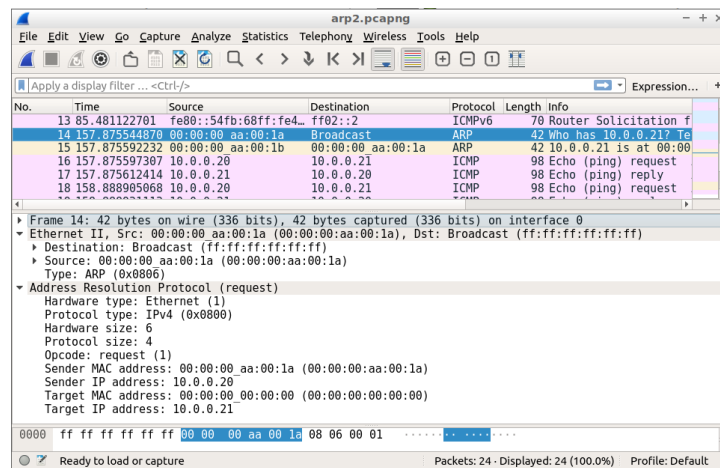 arp2.pcapng
File Edit View Go Capture Analyze Statistics Telephony Wireless Tools Help
Apply a display filter ... <Ctrl-/> Expression... +
No. Time Source Destination Protocol Length Info
13 85.481122701 fe80::54fb:68ff:fe4… ff02::2 ICMPv6 70 Router Solicitation f
14 157.875544870 00:00:00_aa:00:1a Broadcast ARP 42 Who has 10.0.0.21? Te
15 157.875592232 00:00:00_aa:00:1b 00:00:00_aa:00:1a ARP 42 10.0.0.21 is at 00:00
16 157.875597307 10.0.0.20 10.0.0.21 ICMP 98 Echo (ping) request
17 157.875612414 10.0.0.21 10.0.0.20 ICMP 98 Echo (ping) reply
18 158.888905068 10.0.0.20 10.0.0.21 ICMP 98 Echo (ping) request
Frame 14: 42 bytes on wire (336 bits), 42 bytes captured (336 bits) on interface 0
Ethernet II, Src: 00:00:00_aa:00:1a (00:00:00:aa:00:1a), Dst: Broadcast (ff:ff:ff:ff:ff:ff)
Destination: Broadcast (ff:ff:ff:ff:ff:ff)
Source: 00:00:00_aa:00:1a (00:00:00:aa:00:1a)
Type: ARP (0x0806)
Address Resolution Protocol (request)
Hardware type: Ethernet (1)
Protocol type: IPv4 (0x0800)
Hardware size: 6
Protocol size: 4
Opcode: request (1)
Sender MAC address: 00:00:00_aa:00:1a (00:00:00:aa:00:1a)
Sender IP address: 10.0.0.20
Target MAC address: 00:00:00_00:00:00 (00:00:00:00:00:00)
Target IP address: 10.0.0.21
0000 ff ff ff ff ff ff 00 00 00 aa 00 1a 08 06 00 01 ········ ········
Ready to load or capture Packets: 24 · Displayed: 24 (100.0%) Profile: Default